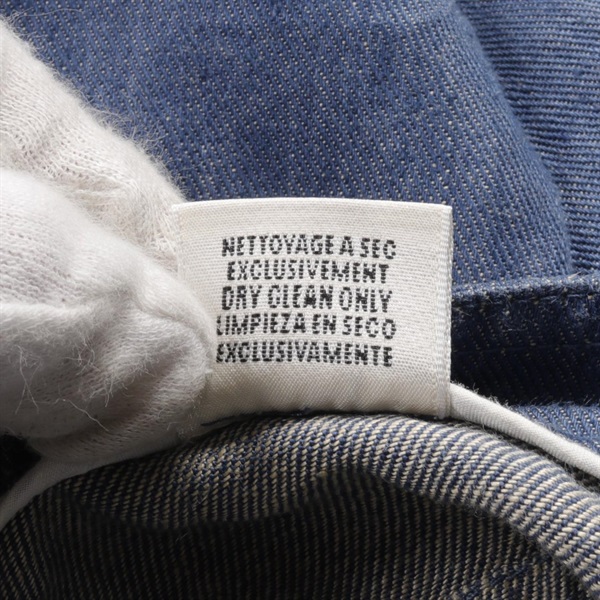 NETTOYAGE A SEC
EXCLUSIVEMENT
DRY CLEAN ONLY
LIMPIEZA EN SECO
EXCLUSIVAMENTE